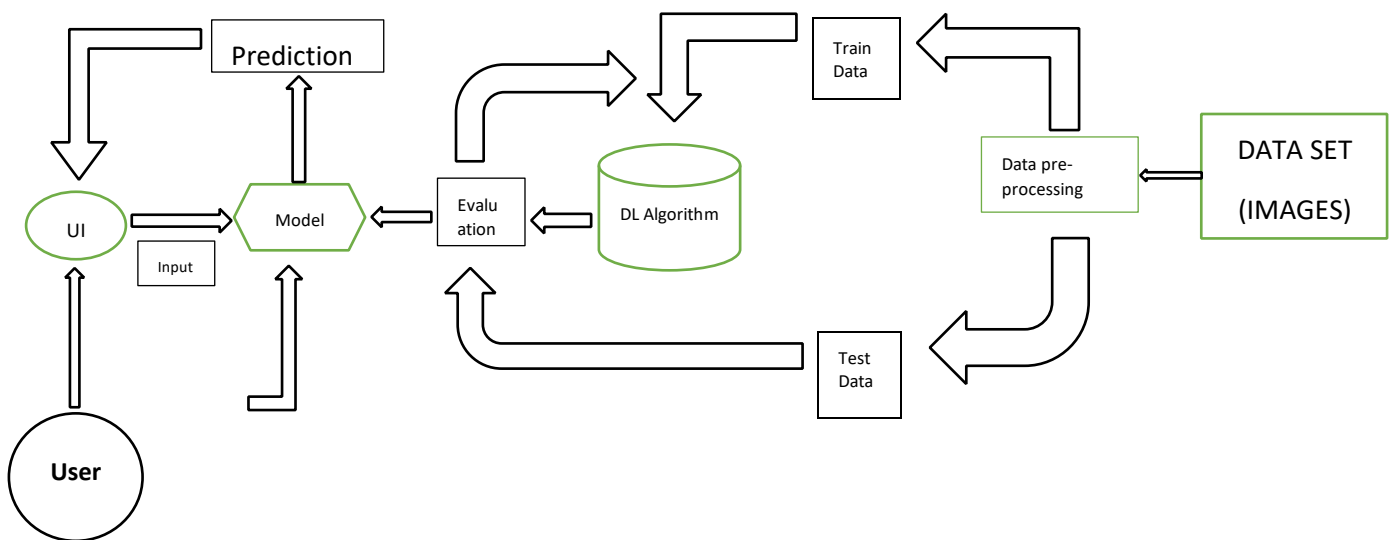 Prediction
Train
Data
Data pre-
processing
DATA SET
(IMAGES)
UI
Input
Model
Evalu
ation
DL Algorithm
Test
Data
User